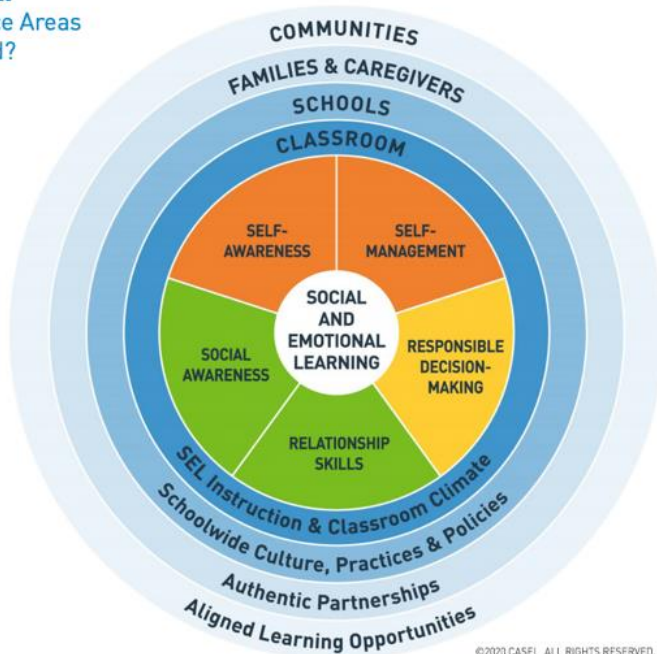 ce Areas
d?
COMMUNITIES
FAMILIES & CAREGIVERS
SCHOOLS
CLASSROOM
SELF-
AWARENESS
SELF-
MANAGEMENT
SOCIAL
AND
EMOTIONAL
LEARNING
SOCIAL
AWARENESS
RESPONSIBLE
DECISION-
MAKING
RELATIONSHIP
SKILLS
SEL Instruction & Classroom Climate
Schoolwide Culture, Practices & Policies
Authentic Partnerships
Aligned Learning Opportunities
©2020 CASEL. ALL RIGHTS RESERVED.